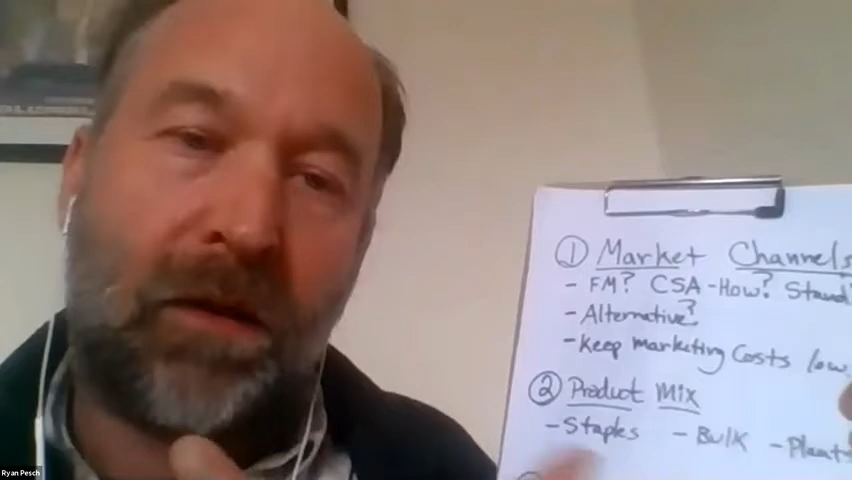 ① Market Channels
- FM? CSA - How? Stand?
- Alternative?
- Keep marketing Costs low
② Product Mix
- Staples - Bulk - Plant
Ryan Pesch